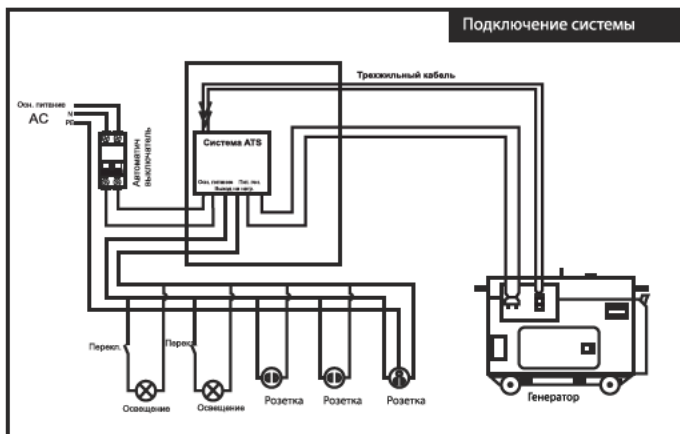 Подключение системы
Трехжильный кабель
Осн. питание
AC
N
PE
Автоматич
выключатель
Система ATS
Осн. питание Пит. ген.
Выход на нагр.
Перекл.
Перекл
Освещение
Освещение
Розетка
Розетка
Розетка
Генератор